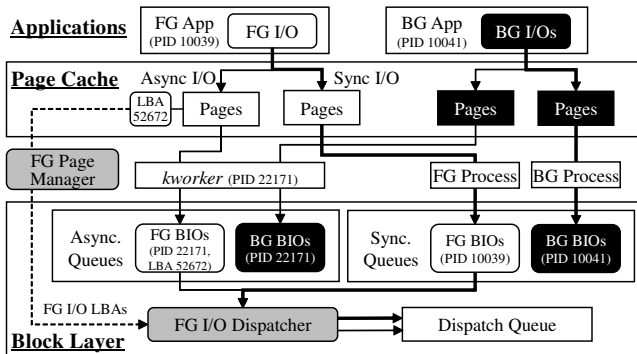 Applications
FG App
(PID 10039)
FG I/O
BG App
(PID 10041)
BG I/Os
Page Cache
Async I/O
Sync I/O
LBA
52672
Pages
Pages
Pages
Pages
FG Page
Manager
kworker (PID 22171)
FG Process
BG Process
Async.
Queues
FG BIOs
(PID 22171,
LBA 52672)
BG BIOs
(PID 22171)
Sync.
Queues
FG BIOs
(PID 10039)
BG BIOs
(PID 10041)
FG I/O LBAs
FG I/O Dispatcher
Dispatch Queue
Block Layer